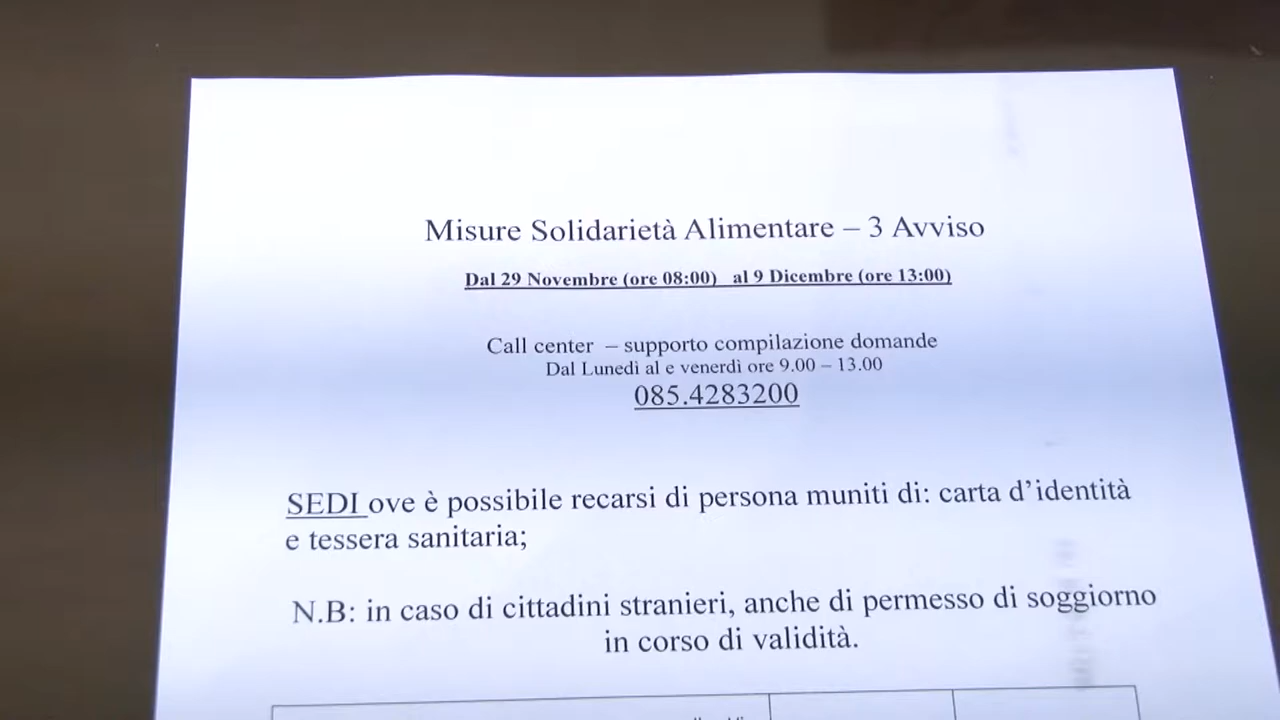 Misure Solidarietà Alimentare – 3 Avviso
Dal 29 Novembre (ore 08:00) al 9 Dicembre (ore 13:00)
Call center – supporto compilazione domande
Dal Lunedì al e venerdì ore 9.00 – 13.00
085.4283200
SEDI ove è possibile recarsi di persona muniti di: carta d'identità
e tessera sanitaria;
N.B: in caso di cittadini stranieri, anche di permesso di soggiorno
in corso di validità.